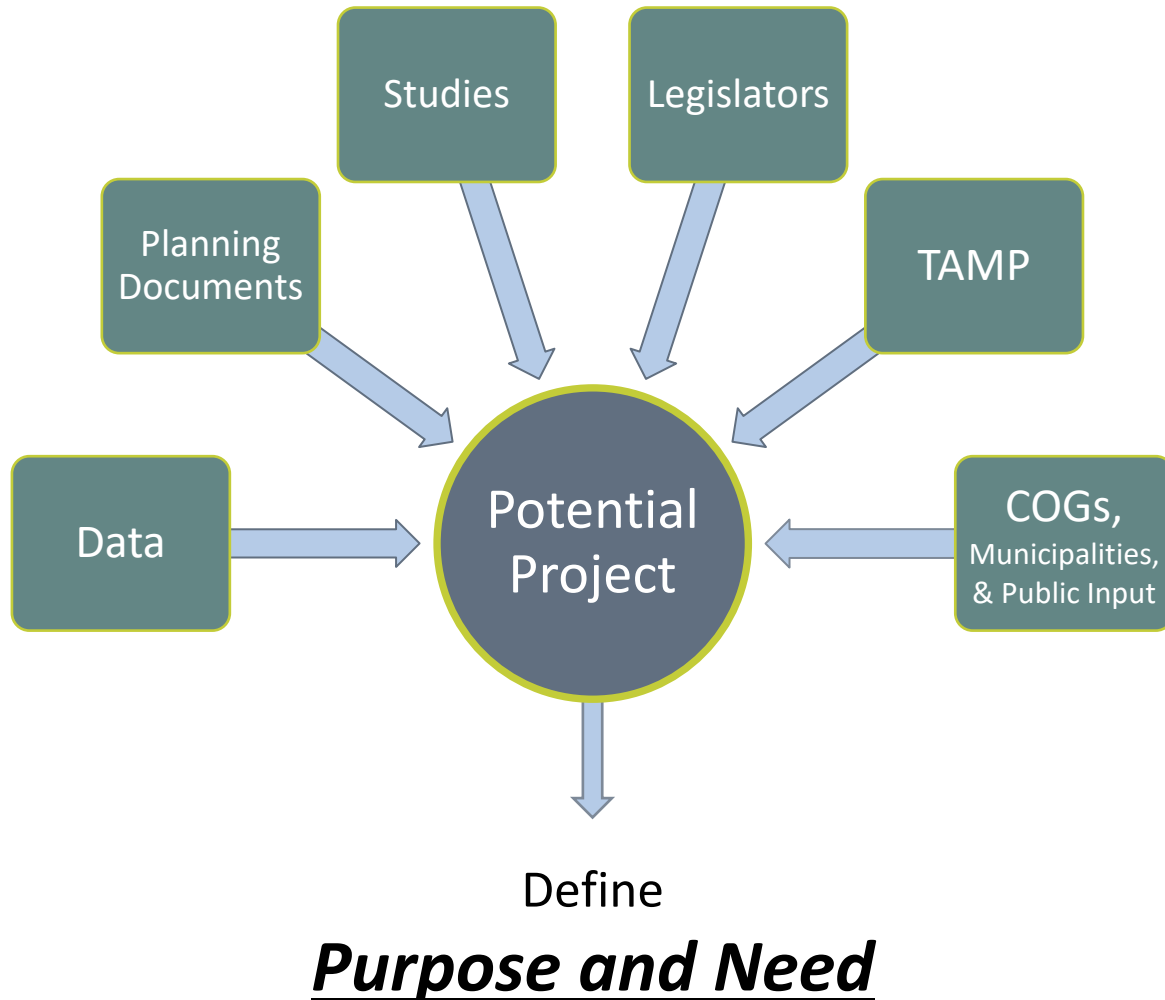 Studies
Legislators
Planning
Documents
TAMP
Data
Potential
Project
COGs,
Municipalities,
& Public Input
Define
Purpose and Need